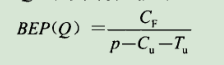 BEP(Q) = C_F / (p − C_u − T_u)